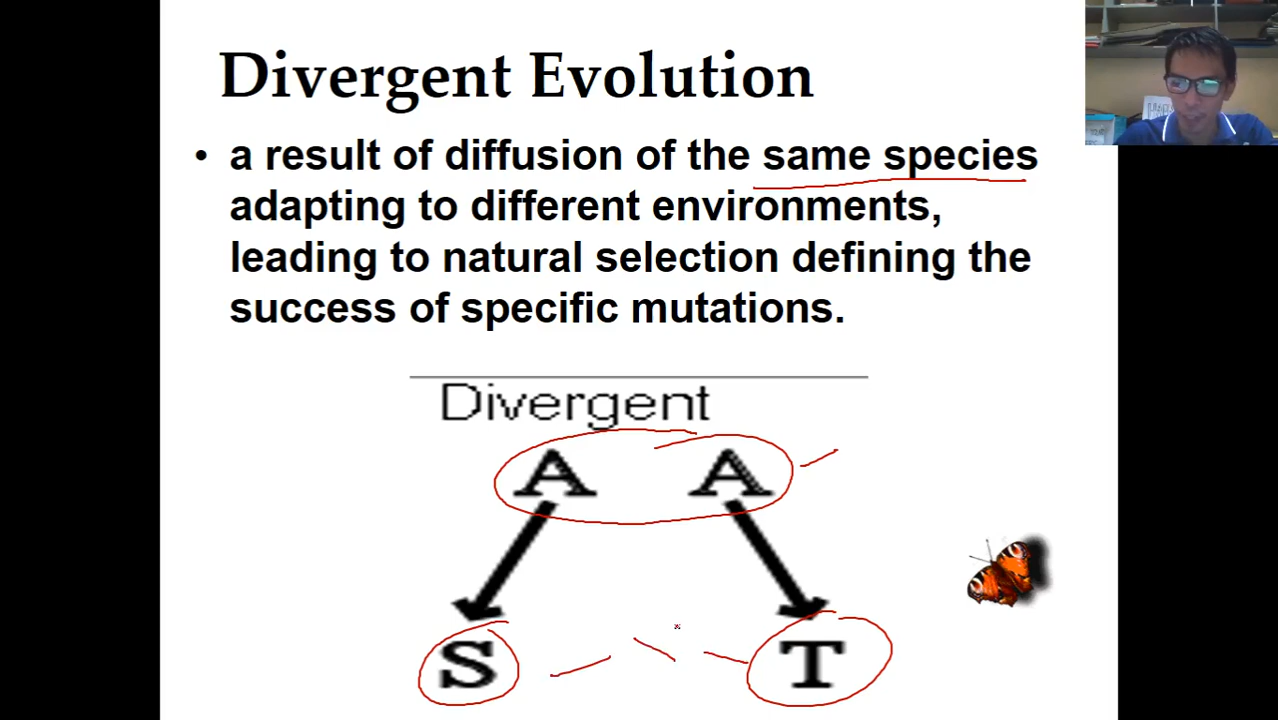 Divergent Evolution
• a result of diffusion of the same species
adapting to different environments,
leading to natural selection defining the
success of specific mutations.
Divergent
A A
S T